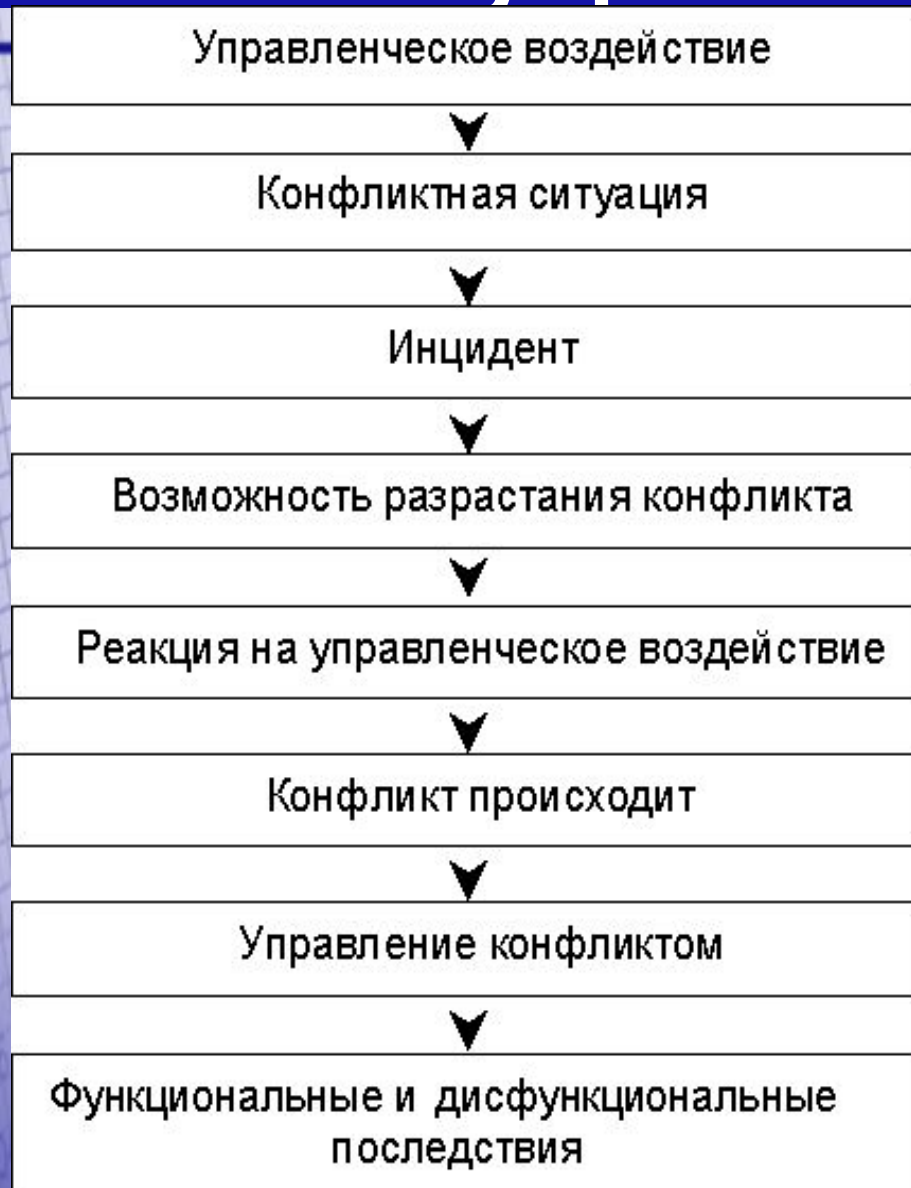 Управленческое воздействие
Конфликтная ситуация
Инцидент
Возможность разрастания конфликта
Реакция на управленческое воздействие
Конфликт происходит
Управление конфликтом
Функциональные и дисфункциональные
последствия